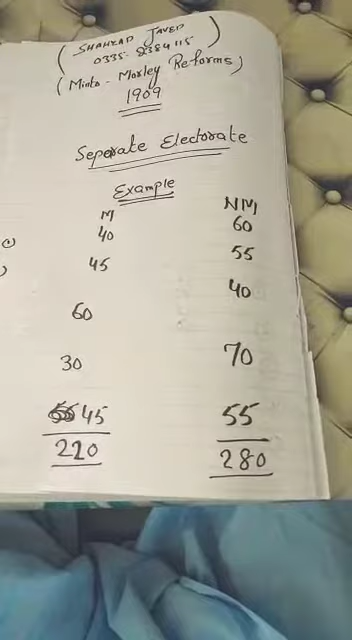 ( SHAHZAD JAVED )
0335-2384115
(Minto-Morley Reforms)
1909
Seperate Electorate
Example
M NM
40 60
45 55
60 40
30 70
45 55
220 280